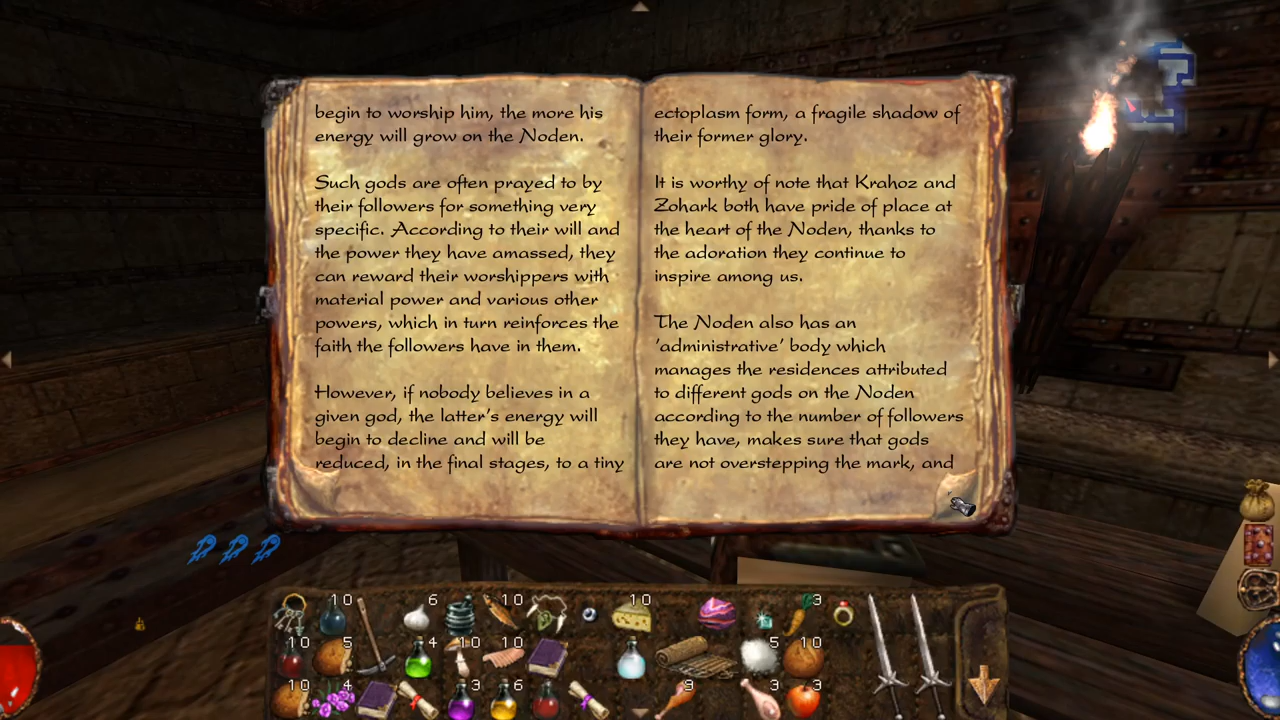 begin to worship him, the more his
energy will grow on the Noden.
Such gods are often prayed to by
their followers for something very
specific. According to their will and
the power they have amassed, they
can reward their worshippers with
material power and various other
powers, which in turn reinforces the
faith the followers have in them.
However, if nobody believes in a
given god, the latter's energy will
begin to decline and will be
reduced, in the final stages, to a tiny
ectoplasm form, a fragile shadow of
their former glory.
It is worthy of note that Krahoz and
Zohark both have pride of place at
the heart of the Noden, thanks to
the adoration they continue to
inspire among us.
The Noden also has an
'administrative' body which
manages the residences attributed
to different gods on the Noden
according to the number of followers
they have, makes sure that gods
are not overstepping the mark, and
10 6 10 10 3
10 5 4 10 10 5 10
10 4 3 6 9 3 3